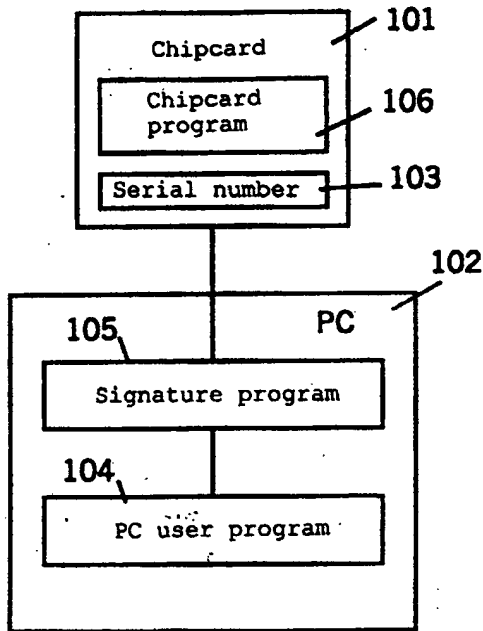 101
Chipcard
Chipcard
program
106
Serial number
103
102
PC
105
Signature program
104
PC user program